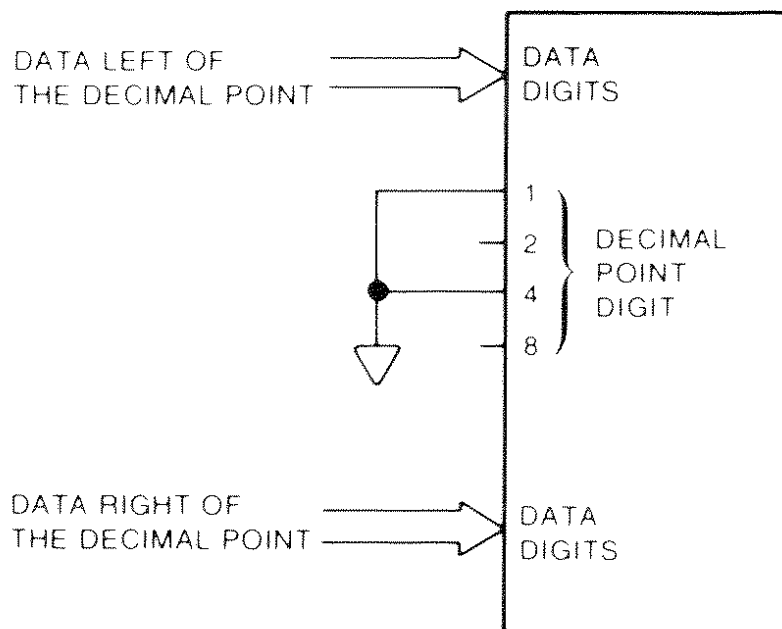 DATA LEFT OF
THE DECIMAL POINT
DATA
DIGITS
1
2
4
8
DECIMAL
POINT
DIGIT
DATA RIGHT OF
THE DECIMAL POINT
DATA
DIGITS